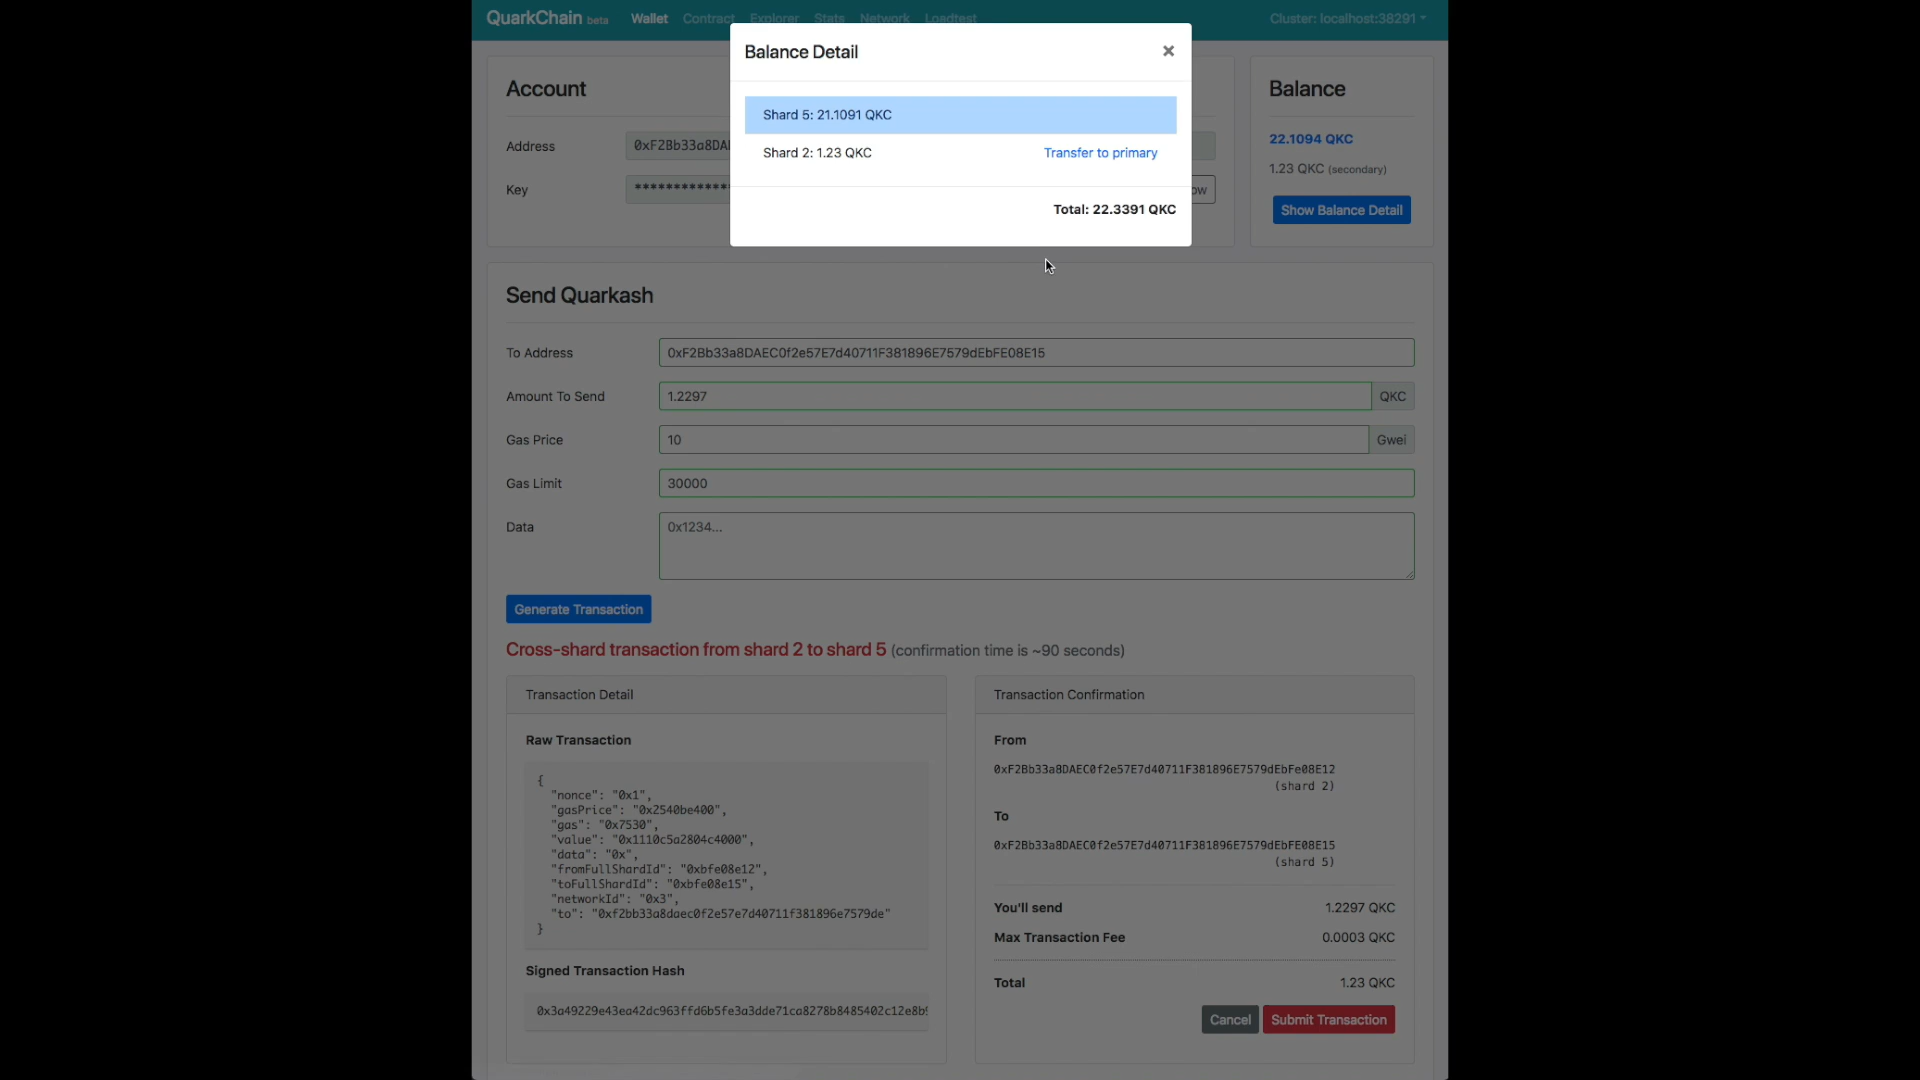 QuarkChain beta Wallet Contract Explorer Stats Network Loadtest Cluster: localhost:38291
Balance Detail ×
Shard 5: 21.1091 QKC
Shard 2: 1.23 QKC Transfer to primary
Total: 22.3391 QKC
Account
Address 0xF2Bb33a8DA
Key ************
ow
Balance
22.1094 QKC
1.23 QKC (secondary)
Show Balance Detail
Send Quarkash
To Address 0xF2Bb33a8DAEC0f2e57E7d40711F381896E7579dEbFE08E15
Amount To Send 1.2297 QKC
Gas Price 10 Gwei
Gas Limit 30000
Data 0x1234...
Generate Transaction
Cross-shard transaction from shard 2 to shard 5 (confirmation time is ~90 seconds)
Transaction Detail
Raw Transaction
{
"nonce": "0x1",
"gasPrice": "0x2540be400",
"gas": "0x7530",
"value": "0x1110c5a2804c4000",
"data": "0x",
"fromFullShardId": "0xbfe08e12",
"toFullShardId": "0xbfe08e15",
"networkId": "0x3",
"to": "0xf2bb33a8daec0f2e57e7d40711f381896e7579de"
}
Signed Transaction Hash
0x3a49229e43ea42dc963ffd6b5fe3a3dde71ca8278b8485402c12e8b
Transaction Confirmation
From
0xF2Bb33a8DAEC0f2e57E7d40711F381896E7579dEbFe08E12
(shard 2)
To
0xF2Bb33a8DAEC0f2e57E7d40711F381896E7579dEbFE08E15
(shard 5)
You'll send 1.2297 QKC
Max Transaction Fee 0.0003 QKC
Total 1.23 QKC
Cancel Submit Transaction